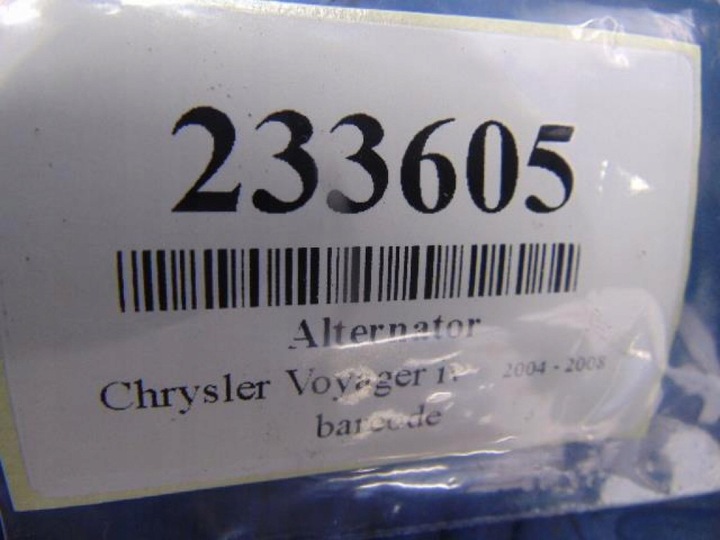 233605
Alternator
Chrysler Voyager 2004 - 2008
barcode